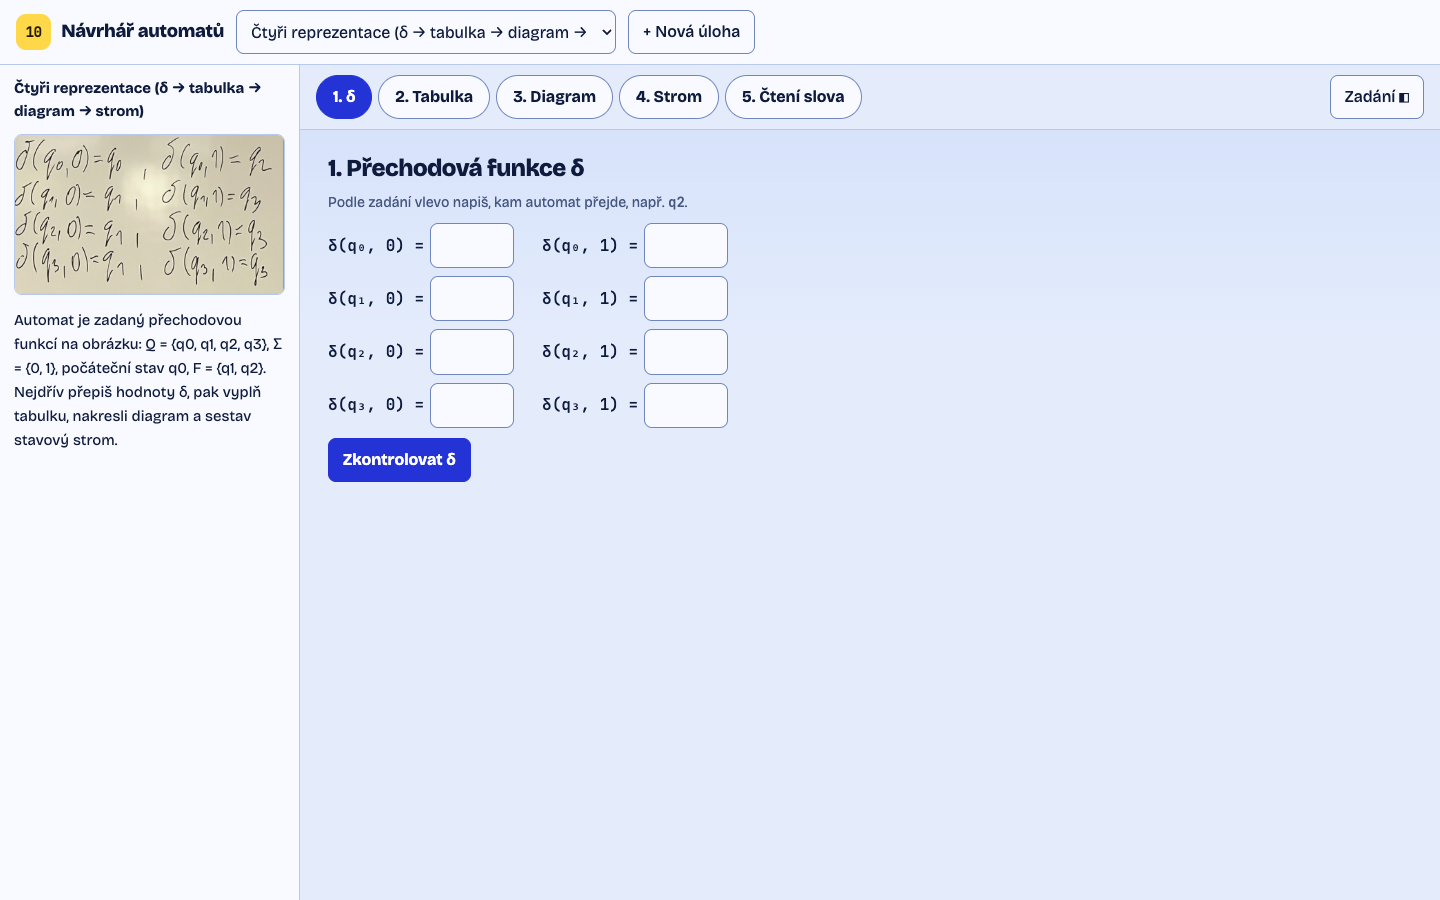 10 Návrhář automatů Čtyři reprezentace (δ → tabulka → diagram → + Nová úloha
Čtyři reprezentace (δ → tabulka →
diagram → strom)
δ(q0,0)=q0 , δ(q0,1)=q2
δ(q1,0)=q1 , δ(q1,1)=q3
δ(q2,0)=q1 , δ(q2,1)=q3
δ(q3,0)=q1 , δ(q3,1)=q3
Automat je zadaný přechodovou
funkcí na obrázku: Q = {q0, q1, q2, q3}, Σ
= {0, 1}, počáteční stav q0, F = {q1, q2}.
Nejdřív přepiš hodnoty δ, pak vyplň
tabulku, nakresli diagram a sestav
stavový strom.
1. δ 2. Tabulka 3. Diagram 4. Strom 5. Čtení slova Zadání
1. Přechodová funkce δ
Podle zadání vlevo napiš, kam automat přejde, např. q2.
δ(q₀, 0) = δ(q₀, 1) =
δ(q₁, 0) = δ(q₁, 1) =
δ(q₂, 0) = δ(q₂, 1) =
δ(q₃, 0) = δ(q₃, 1) =
Zkontrolovat δ